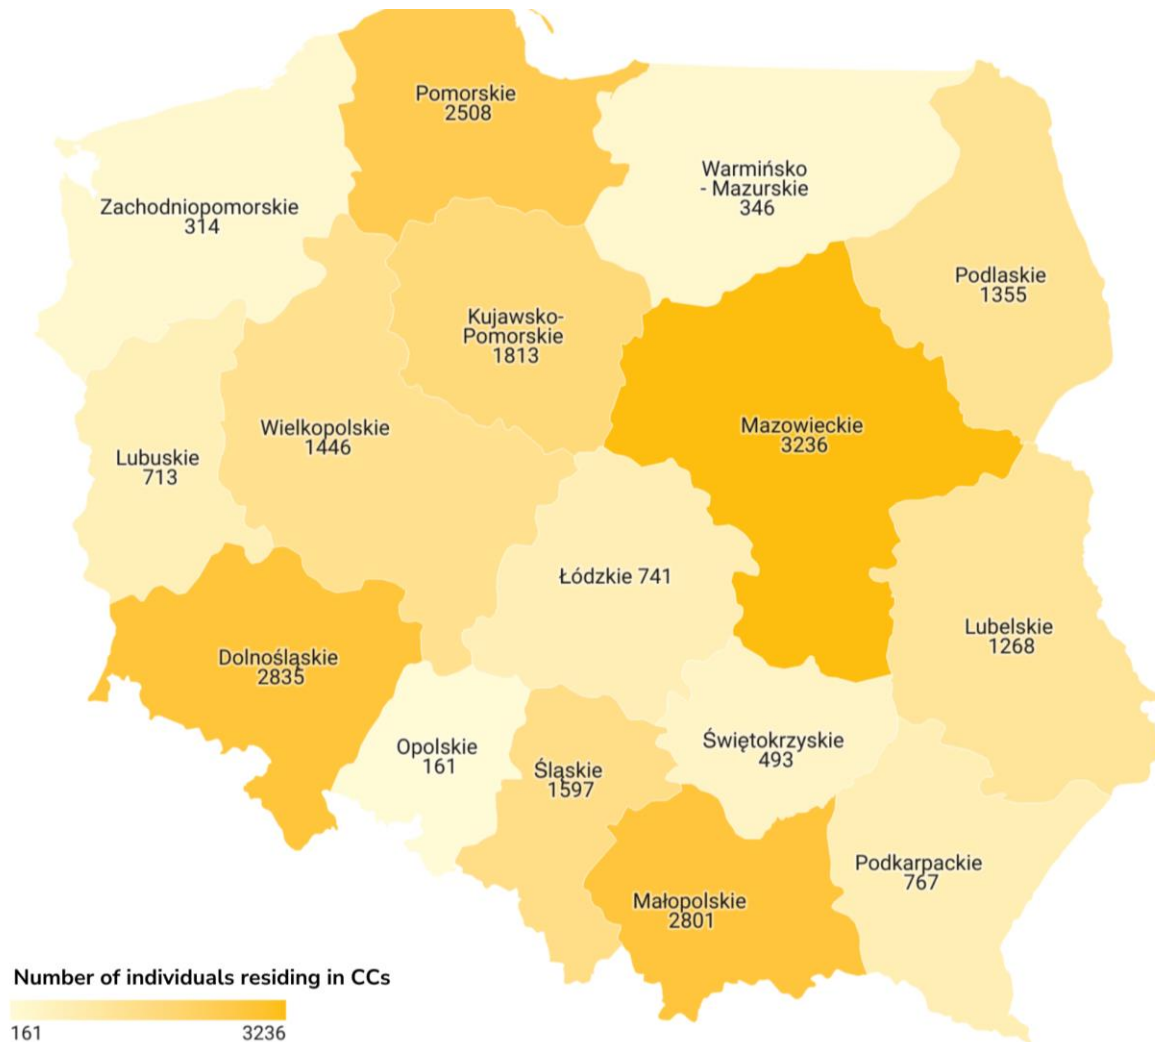 Pomorskie
2508
Warmińsko
- Mazurskie
346
Zachodniopomorskie
314
Podlaskie
1355
Kujawsko-
Pomorskie
1813
Mazowieckie
3236
Wielkopolskie
1446
Lubuskie
713
Łódzkie 741
Lubelskie
1268
Dolnośląskie
2835
Opolskie
161
Śląskie
1597
Świętokrzyskie
493
Podkarpackie
767
Małopolskie
2801
Number of individuals residing in CCs
161
3236